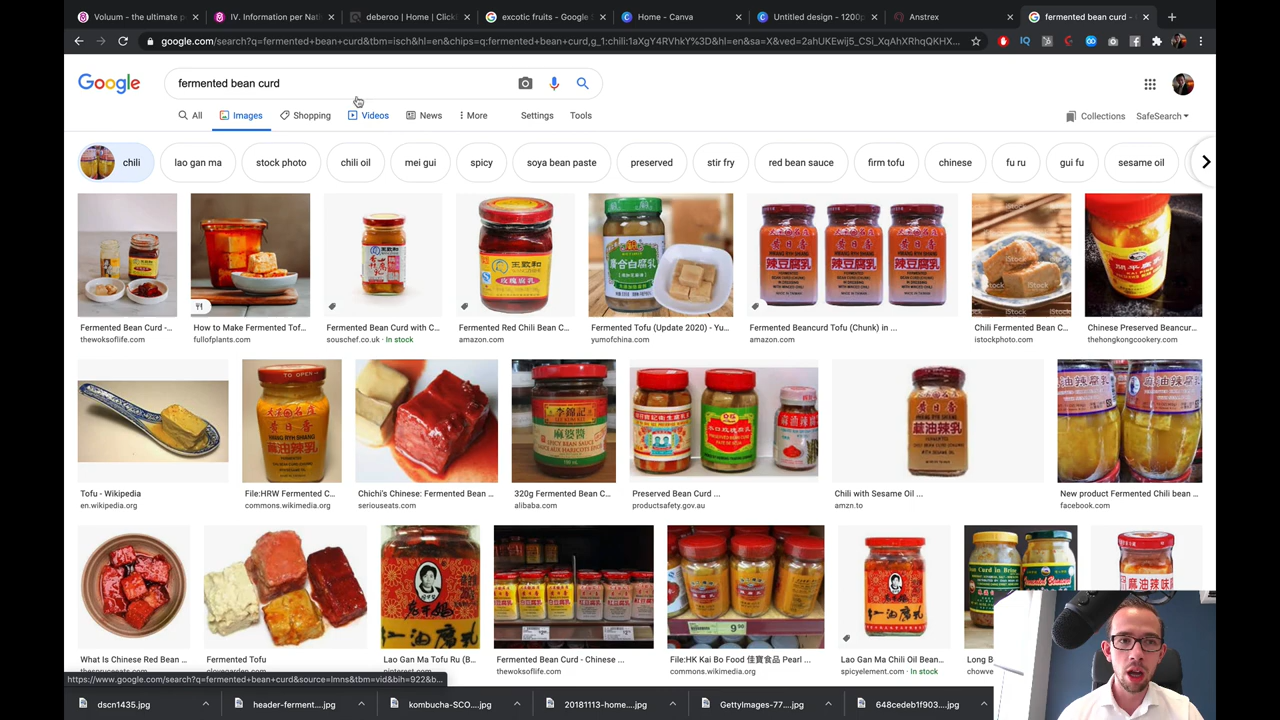 Voluum - the ultimate p
IV. Information per Nati
deberoo | Home | Click
excotic fruits - Google S
Home - Canva
Untitled design - 1200p
Anstrex
fermented bean curd -
google.com/search?q=fermented+bean+curd&tbm=isch&hl=en&chips=q:fermented+bean+curd,g_1:chili:1aXgY4RVhkY%3D&hl=en&sa=X&ved=2ahUKEwij5_CSi_XqAhXRhqQKHX...
Google
fermented bean curd
All
Images
Shopping
Videos
News
More
Settings
Tools
Collections
SafeSearch
chili
lao gan ma
stock photo
chili oil
mei gui
spicy
soya bean paste
preserved
stir fry
red bean sauce
firm tofu
chinese
fu ru
gui fu
sesame oil
Fermented Bean Curd -...
thewoksoflife.com
How to Make Fermented Tof...
fullofplants.com
Fermented Bean Curd with C...
souschef.co.uk · In stock
Fermented Red Chili Bean C...
amazon.com
Fermented Tofu (Update 2020) - Yu...
yumofchina.com
Fermented Beancurd Tofu (Chunk) in ...
amazon.com
Chili Fermented Bean C...
istockphoto.com
Chinese Preserved Beancur...
thehongkongcookery.com
Tofu - Wikipedia
en.wikipedia.org
File:HRW Fermented C...
commons.wikimedia.org
Chichi's Chinese: Fermented Bean ...
seriouseats.com
320g Fermented Bean C...
alibaba.com
Preserved Bean Curd ...
productsafety.gov.au
Chili with Sesame Oil ...
amzn.to
New product Fermented Chili bean ...
facebook.com
What Is Chinese Red Bean ...
Fermented Tofu
Lao Gan Ma Tofu Ru (B...
Fermented Bean Curd - Chinese ...
thewoksoflife.com
File:HK Kai Bo Food 佳寶食品 Pearl ...
commons.wikimedia.org
Lao Gan Ma Chili Oil Bean...
spicyelement.com · In stock
Long B
chowwe
https://www.google.com/search?q=fermented+bean+curd&source=lnms&tbm=vid&bih=922&b...
dscn1435.jpg
header-ferment....jpg
kombucha-SCO....jpg
20181113-home....jpg
GettyImages-77....jpg
648cedeb1f903....jpg